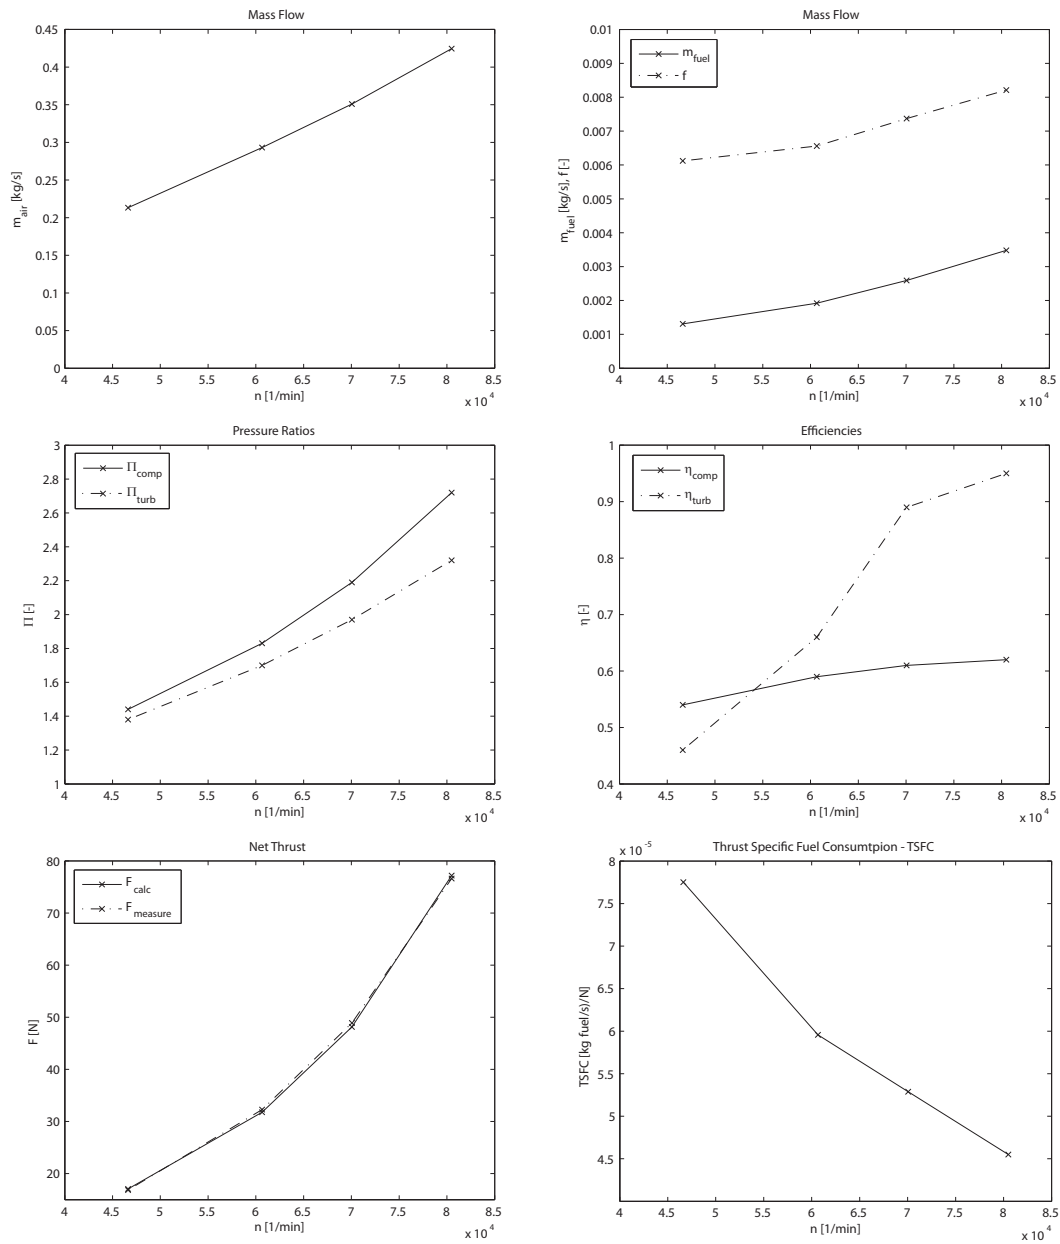 Mass Flow
0.45
0.4
0.35
0.3
0.25
0.2
0.15
0.1
0.05
0
m_air [kg/s]
4 4.5 5 5.5 6 6.5 7 7.5 8 8.5
n [1/min]
x 10^4
Mass Flow
0.01
0.009
0.008
0.007
0.006
0.005
0.004
0.003
0.002
0.001
0
m_fuel [kg/s], f [-]
m_fuel
f
4 4.5 5 5.5 6 6.5 7 7.5 8 8.5
n [1/min]
x 10^4
Pressure Ratios
3
2.8
2.6
2.4
2.2
2
1.8
1.6
1.4
1.2
1
Π [-]
Π_comp
Π_turb
4 4.5 5 5.5 6 6.5 7 7.5 8 8.5
n [1/min]
x 10^4
Efficiencies
1
0.9
0.8
0.7
0.6
0.5
0.4
η [-]
η_comp
η_turb
4 4.5 5 5.5 6 6.5 7 7.5 8 8.5
n [1/min]
x 10^4
Net Thrust
80
70
60
50
40
30
20
F [N]
F_calc
F_measure
4 4.5 5 5.5 6 6.5 7 7.5 8 8.5
n [1/min]
x 10^4
x 10^-5
Thrust Specific Fuel Consumtpion - TSFC
8
7.5
7
6.5
6
5.5
5
4.5
TSFC [kg fuel/s)/N]
4 4.5 5 5.5 6 6.5 7 7.5 8 8.5
n [1/min]
x 10^4